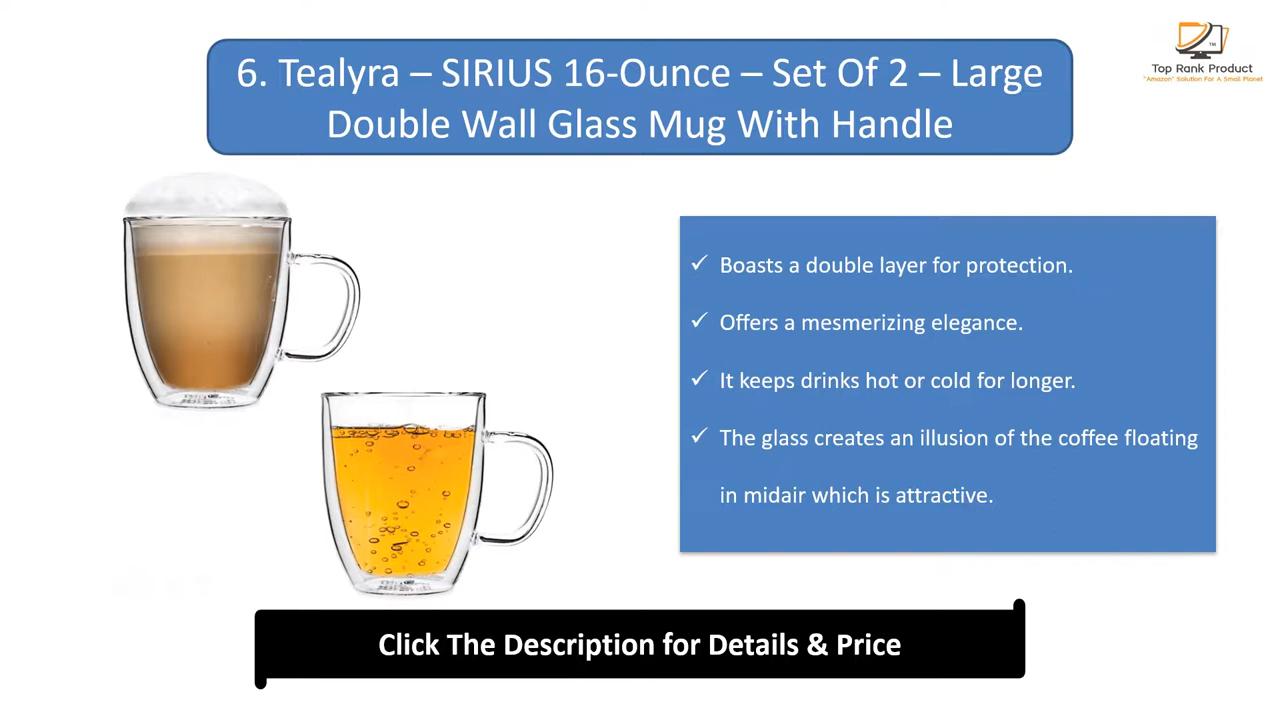 6. Tealyra – SIRIUS 16-Ounce – Set Of 2 – Large
Double Wall Glass Mug With Handle
TM
Top Rank Product
"Amazon" Solution For A Small Planet
✓ Boasts a double layer for protection.
✓ Offers a mesmerizing elegance.
✓ It keeps drinks hot or cold for longer.
✓ The glass creates an illusion of the coffee floating
in midair which is attractive.
Click The Description for Details & Price